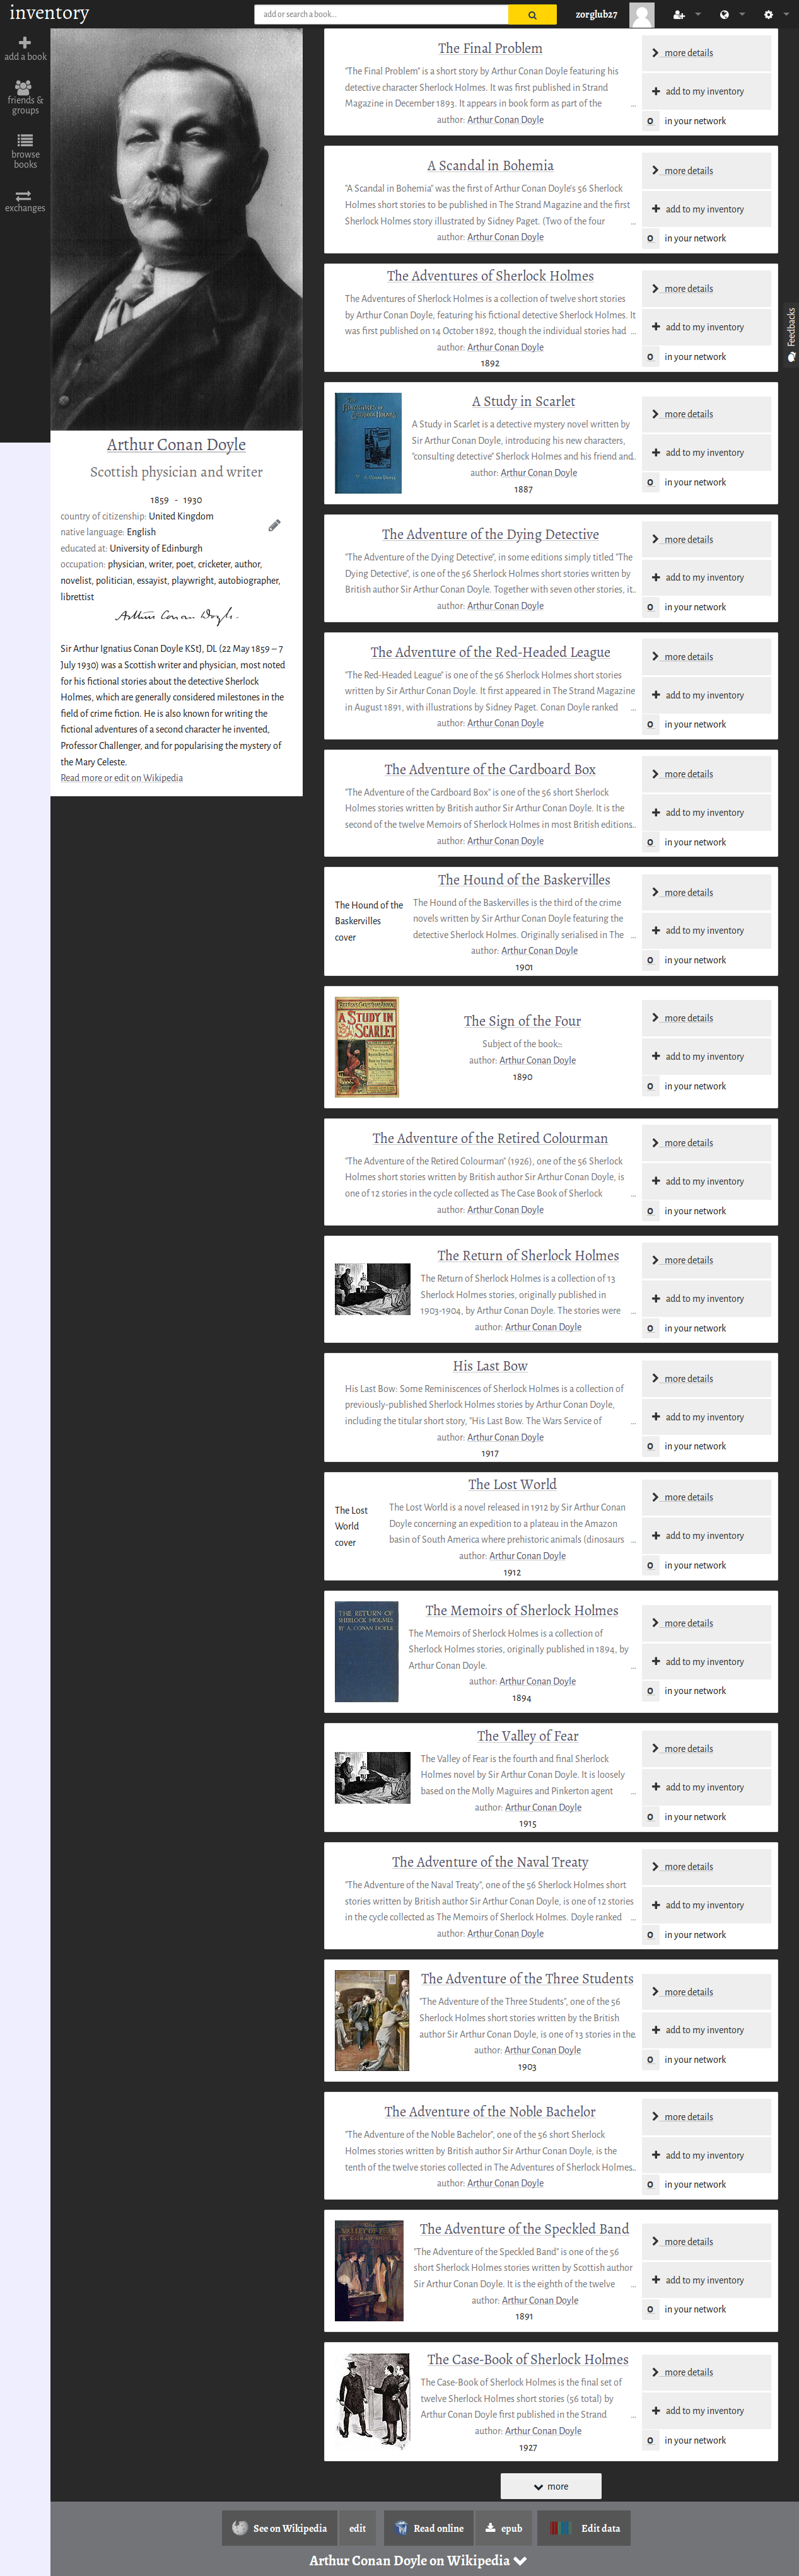 inventory
add or search a book...
zorglub27
add a book
friends &
groups
browse
books
exchanges
Feedbacks
Arthur Conan Doyle
Scottish physician and writer
1859 - 1930
country of citizenship: United Kingdom
native language: English
educated at: University of Edinburgh
occupation: physician, writer, poet, cricketer, author,
novelist, politician, essayist, playwright, autobiographer,
librettist
Arthur Conan Doyle.
Sir Arthur Ignatius Conan Doyle KStJ, DL (22 May 1859 – 7
July 1930) was a Scottish writer and physician, most noted
for his fictional stories about the detective Sherlock
Holmes, which are generally considered milestones in the
field of crime fiction. He is also known for writing the
fictional adventures of a second character he invented,
Professor Challenger, and for popularising the mystery of
the Mary Celeste.
Read more or edit on Wikipedia
The Final Problem
"The Final Problem" is a short story by Arthur Conan Doyle featuring his
detective character Sherlock Holmes. It was first published in Strand
Magazine in December 1893. It appears in book form as part of the ...
author: Arthur Conan Doyle
more details
add to my inventory
0 in your network
A Scandal in Bohemia
"A Scandal in Bohemia" was the first of Arthur Conan Doyle's 56 Sherlock
Holmes short stories to be published in The Strand Magazine and the first
Sherlock Holmes story illustrated by Sidney Paget. (Two of the four ...
author: Arthur Conan Doyle
more details
add to my inventory
0 in your network
The Adventures of Sherlock Holmes
The Adventures of Sherlock Holmes is a collection of twelve short stories
by Arthur Conan Doyle, featuring his fictional detective Sherlock Holmes. It
was first published on 14 October 1892, though the individual stories had ...
author: Arthur Conan Doyle
1892
more details
add to my inventory
0 in your network
A Study in Scarlet
A Study in Scarlet is a detective mystery novel written by
Sir Arthur Conan Doyle, introducing his new characters,
"consulting detective" Sherlock Holmes and his friend and...
author: Arthur Conan Doyle
1887
more details
add to my inventory
0 in your network
The Adventure of the Dying Detective
"The Adventure of the Dying Detective", in some editions simply titled "The
Dying Detective", is one of the 56 Sherlock Holmes short stories written by
British author Sir Arthur Conan Doyle. Together with seven other stories, it...
author: Arthur Conan Doyle
more details
add to my inventory
0 in your network
The Adventure of the Red-Headed League
"The Red-Headed League" is one of the 56 Sherlock Holmes short stories
written by Sir Arthur Conan Doyle. It first appeared in The Strand Magazine
in August 1891, with illustrations by Sidney Paget. Conan Doyle ranked ...
author: Arthur Conan Doyle
more details
add to my inventory
0 in your network
The Adventure of the Cardboard Box
"The Adventure of the Cardboard Box" is one of the 56 short Sherlock
Holmes stories written by British author Sir Arthur Conan Doyle. It is the
second of the twelve Memoirs of Sherlock Holmes in most British editions...
author: Arthur Conan Doyle
more details
add to my inventory
0 in your network
The Hound of the
Baskervilles
cover
The Hound of the Baskervilles
The Hound of the Baskervilles is the third of the crime
novels written by Sir Arthur Conan Doyle featuring the
detective Sherlock Holmes. Originally serialised in The ...
author: Arthur Conan Doyle
1901
more details
add to my inventory
0 in your network
A STUDY IN
SCARLET
The Sign of the Four
Subject of the book::
author: Arthur Conan Doyle
1890
more details
add to my inventory
0 in your network
The Adventure of the Retired Colourman
"The Adventure of the Retired Colourman" (1926), one of the 56 Sherlock
Holmes short stories written by British author Sir Arthur Conan Doyle, is
one of 12 stories in the cycle collected as The Case Book of Sherlock ...
author: Arthur Conan Doyle
more details
add to my inventory
0 in your network
The Return of Sherlock Holmes
The Return of Sherlock Holmes is a collection of 13
Sherlock Holmes stories, originally published in
1903-1904, by Arthur Conan Doyle. The stories were ...
author: Arthur Conan Doyle
more details
add to my inventory
0 in your network
His Last Bow
His Last Bow: Some Reminiscences of Sherlock Holmes is a collection of
previously-published Sherlock Holmes stories by Arthur Conan Doyle,
including the titular short story, "His Last Bow. The Wars Service of ...
author: Arthur Conan Doyle
1917
more details
add to my inventory
0 in your network
The Lost
World
cover
The Lost World
The Lost World is a novel released in 1912 by Sir Arthur Conan
Doyle concerning an expedition to a plateau in the Amazon
basin of South America where prehistoric animals (dinosaurs ...
author: Arthur Conan Doyle
1912
more details
add to my inventory
0 in your network
THE RETURN OF
SHERLOCK HOLMES
BY A. CONAN DOYLE
The Memoirs of Sherlock Holmes
The Memoirs of Sherlock Holmes is a collection of
Sherlock Holmes stories, originally published in 1894, by
Arthur Conan Doyle. ...
author: Arthur Conan Doyle
1894
more details
add to my inventory
0 in your network
The Valley of Fear
The Valley of Fear is the fourth and final Sherlock
Holmes novel by Sir Arthur Conan Doyle. It is loosely
based on the Molly Maguires and Pinkerton agent ...
author: Arthur Conan Doyle
1915
more details
add to my inventory
0 in your network
The Adventure of the Naval Treaty
"The Adventure of the Naval Treaty", one of the 56 Sherlock Holmes short
stories written by British author Sir Arthur Conan Doyle, is one of 12 stories
in the cycle collected as The Memoirs of Sherlock Holmes. Doyle ranked ...
author: Arthur Conan Doyle
more details
add to my inventory
0 in your network
The Adventure of the Three Students
"The Adventure of the Three Students", one of the 56
Sherlock Holmes short stories written by the British
author Sir Arthur Conan Doyle, is one of 13 stories in the...
author: Arthur Conan Doyle
1903
more details
add to my inventory
0 in your network
The Adventure of the Noble Bachelor
"The Adventure of the Noble Bachelor", one of the 56 short Sherlock
Holmes stories written by British author Sir Arthur Conan Doyle, is the
tenth of the twelve stories collected in The Adventures of Sherlock Holmes...
author: Arthur Conan Doyle
more details
add to my inventory
0 in your network
VALLEY OF FEAR
The Adventure of the Speckled Band
"The Adventure of the Speckled Band" is one of the 56
short Sherlock Holmes stories written by Scottish author
Sir Arthur Conan Doyle. It is the eighth of the twelve ...
author: Arthur Conan Doyle
1891
more details
add to my inventory
0 in your network
The Case-Book of Sherlock Holmes
The Case-Book of Sherlock Holmes is the final set of
twelve Sherlock Holmes short stories (56 total) by
Arthur Conan Doyle first published in the Strand ...
author: Arthur Conan Doyle
1927
more details
add to my inventory
0 in your network
more
See on Wikipedia
edit
Read online
epub
Edit data
Arthur Conan Doyle on Wikipedia